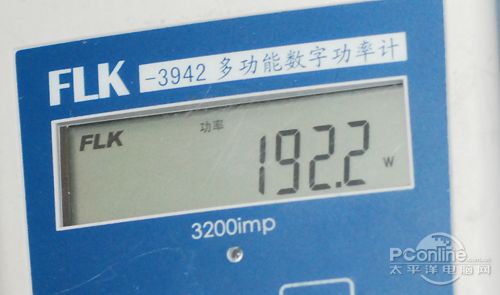 FLK -3942 多功能数字功率计
FLK 功率
192.2 W
3200imp
PConline
太平洋电脑网